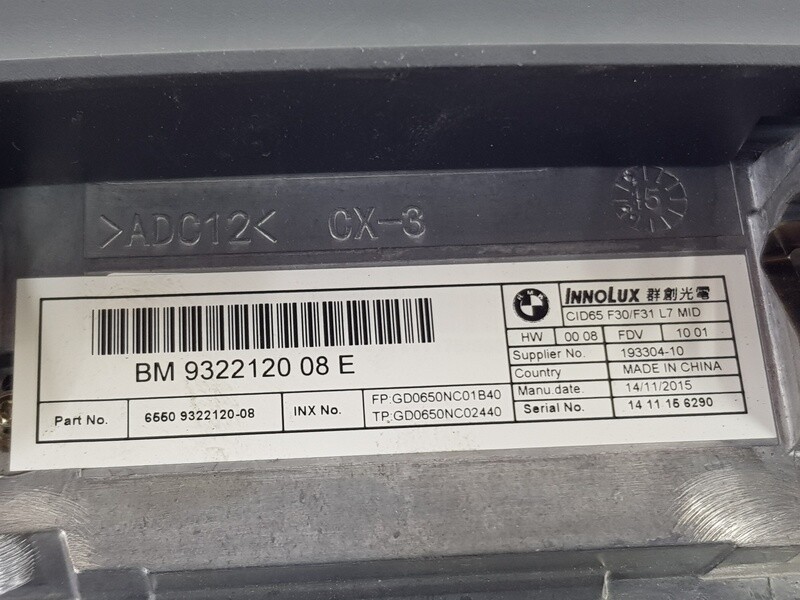 >ADC12<
CX-3
15
BM 9322120 08 E
Part No.
6550 9322120-08
INX No.
FP:GD0650NC01B40
TP:GD0650NC02440
BMW
INNOLUX 群創光電
CID65 F30/F31 L7 MID
HW 00 08 FDV 10 01
Supplier No. 193304-10
Country MADE IN CHINA
Manu.date. 14/11/2015
Serial No. 14 11 15 6290